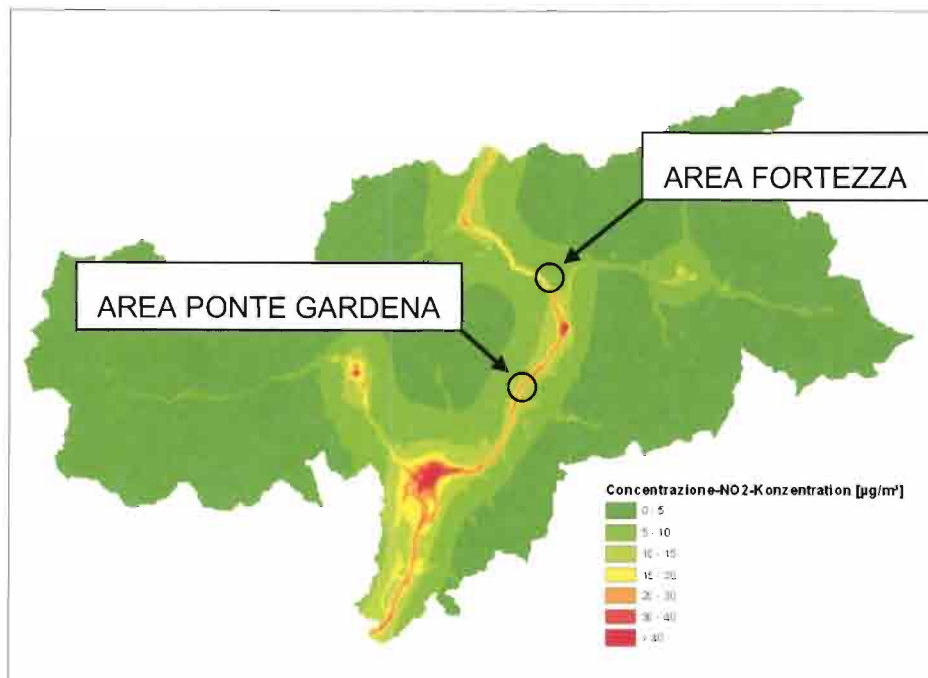 AREA FORTEZZA
AREA PONTE GARDENA
Concentrazione-NO2-Konzentration [µg/m³]
0 - 5
5 - 10
10 - 15
15 - 20
20 - 30
30 - 40
> 40